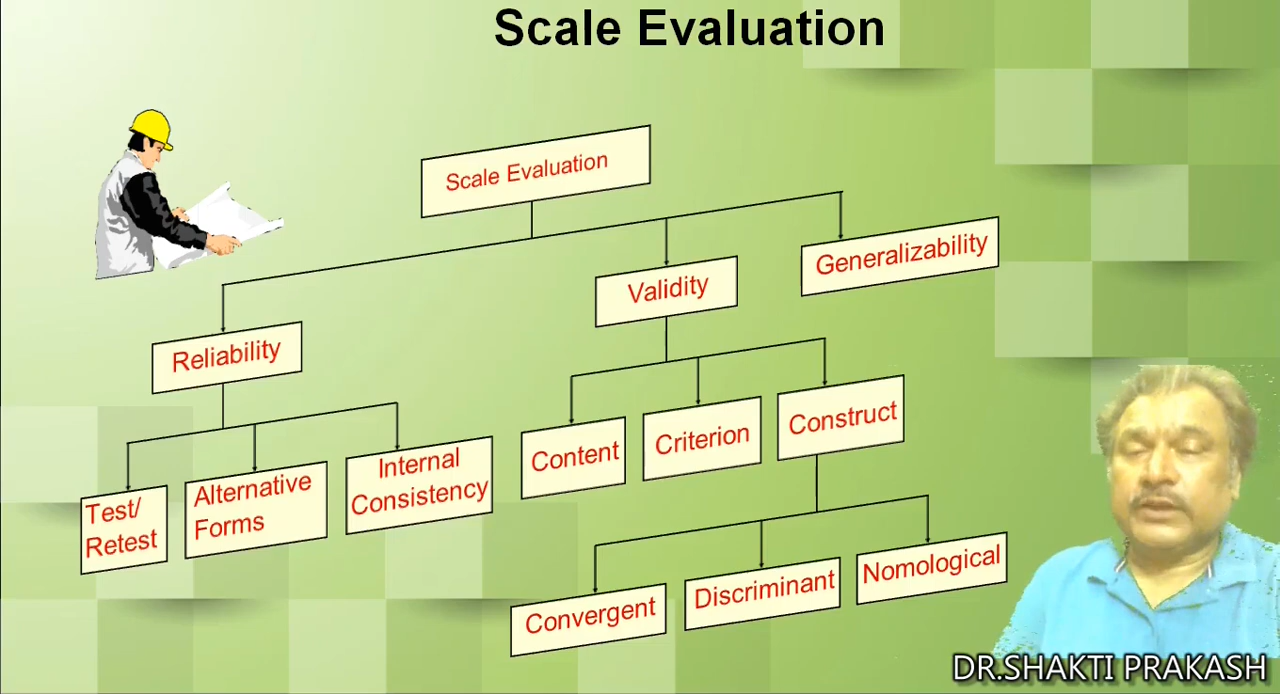 Scale Evaluation
Scale Evaluation
Generalizability
Validity
Reliability
Test/
Retest
Alternative
Forms
Internal
Consistency
Content
Criterion
Construct
Convergent
Discriminant
Nomological
DR.SHAKTI PRAKASH